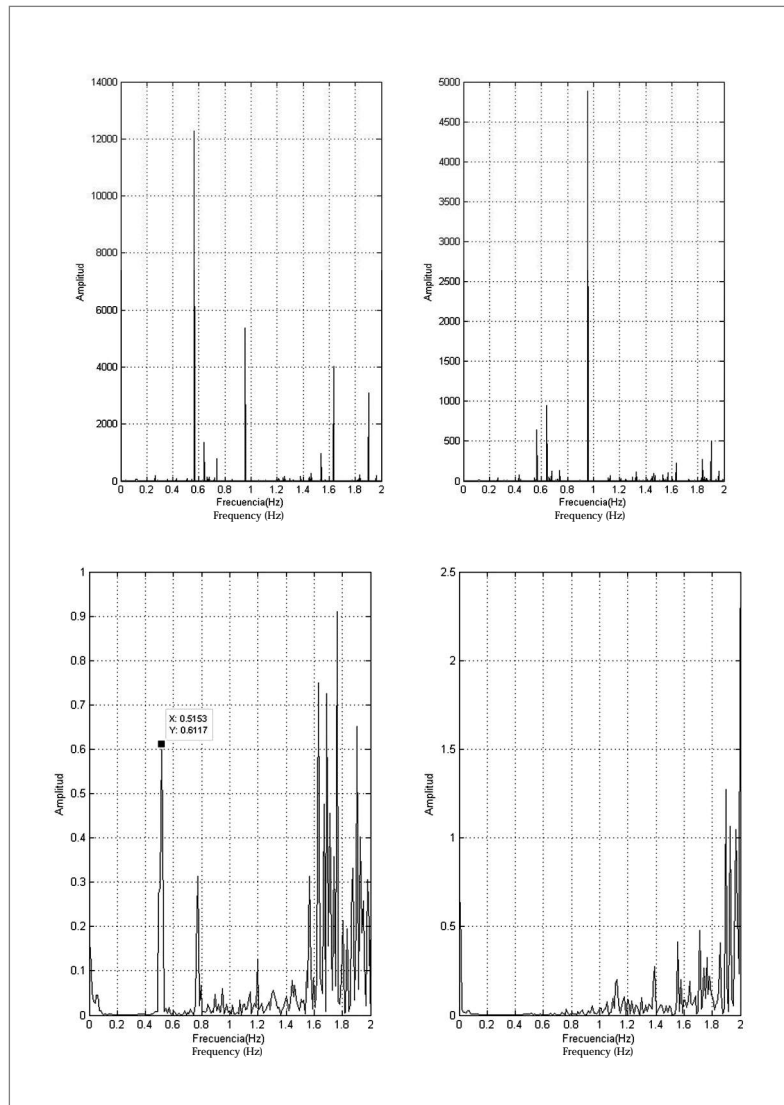 14000
12000
10000
8000
6000
4000
2000
0
Amplitud
0 0.2 0.4 0.6 0.8 1 1.2 1.4 1.6 1.8 2
Frecuencia(Hz)
Frequency (Hz)
5000
4500
4000
3500
3000
2500
2000
1500
1000
500
0
Amplitud
0 0.2 0.4 0.6 0.8 1 1.2 1.4 1.6 1.8 2
Frecuencia(Hz)
Frequency (Hz)
1
0.9
0.8
0.7
0.6
0.5
0.4
0.3
0.2
0.1
0
Amplitud
X: 0.5153
Y: 0.6117
0 0.2 0.4 0.6 0.8 1 1.2 1.4 1.6 1.8 2
Frecuencia(Hz)
Frequency (Hz)
2.5
2
1.5
1
0.5
0
Amplitud
0 0.2 0.4 0.6 0.8 1 1.2 1.4 1.6 1.8 2
Frecuencia(Hz)
Frequency (Hz)